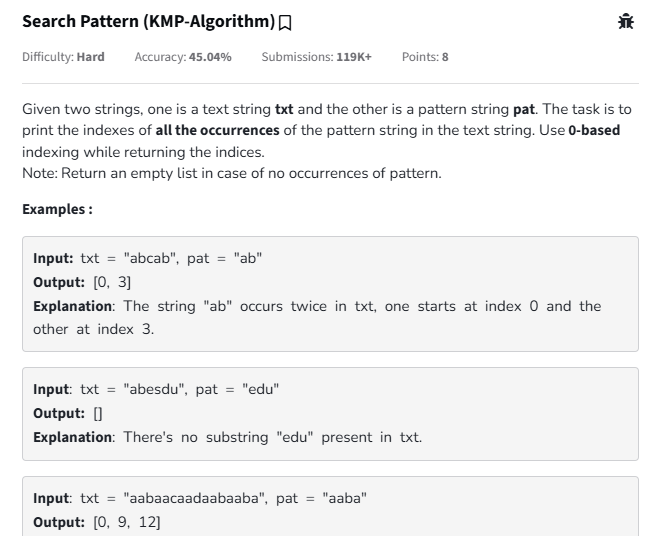 Search Pattern (KMP-Algorithm)
Difficulty: Hard Accuracy: 45.04% Submissions: 119K+ Points: 8
Given two strings, one is a text string txt and the other is a pattern string pat. The task is to
print the indexes of all the occurrences of the pattern string in the text string. Use 0-based
indexing while returning the indices.
Note: Return an empty list in case of no occurrences of pattern.
Examples :
Input: txt = "abcab", pat = "ab"
Output: [0, 3]
Explanation: The string "ab" occurs twice in txt, one starts at index 0 and the
other at index 3.
Input: txt = "abesdu", pat = "edu"
Output: []
Explanation: There's no substring "edu" present in txt.
Input: txt = "aabaacaadaabaaba", pat = "aaba"
Output: [0, 9, 12]